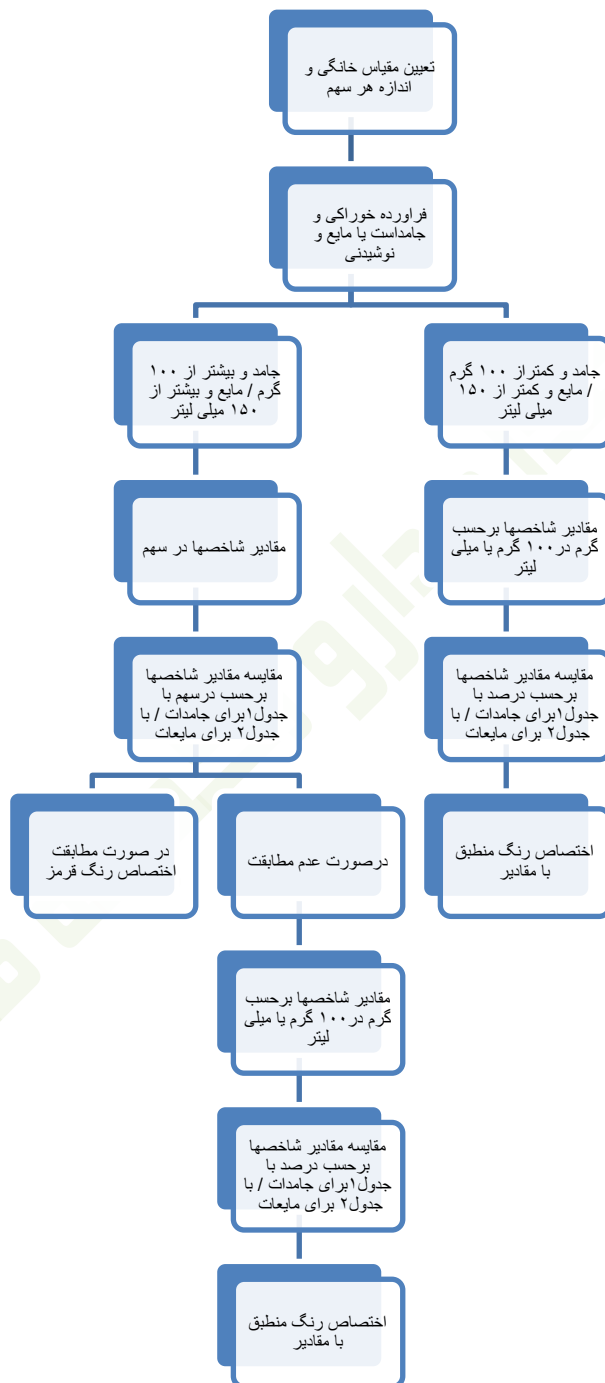 تعیین مقیاس خانگی و
اندازه هر سهم
فراورده خوراکی و
جامداست یا مایع و
نوشیدنی
جامد و کمتراز ۱۰۰ گرم
/ مایع و کمتر از ۱۵۰
میلی لیتر
جامد و بیشتر از ۱۰۰
گرم / مایع و بیشتر از
۱۵۰ میلی لیتر
مقادیر شاخصها برحسب
گرم در۱۰۰ گرم یا میلی
لیتر
مقادیر شاخصها در سهم
مقایسه مقادیر شاخصها
برحسب درصد با
جدول۱برای جامدات / با
جدول۲ برای مایعات
مقایسه مقادیر شاخصها
برحسب درسهم با
جدول۱برای جامدات / با
جدول۲ برای مایعات
اختصاص رنگ منطبق
با مقادیر
درصورت عدم مطابقت
در صورت مطابقت
اختصاص رنگ قرمز
مقادیر شاخصها برحسب
گرم در۱۰۰ گرم یا میلی
لیتر
مقایسه مقادیر شاخصها
برحسب درصد با
جدول۱برای جامدات / با
جدول۲ برای مایعات
اختصاص رنگ منطبق
با مقادیر